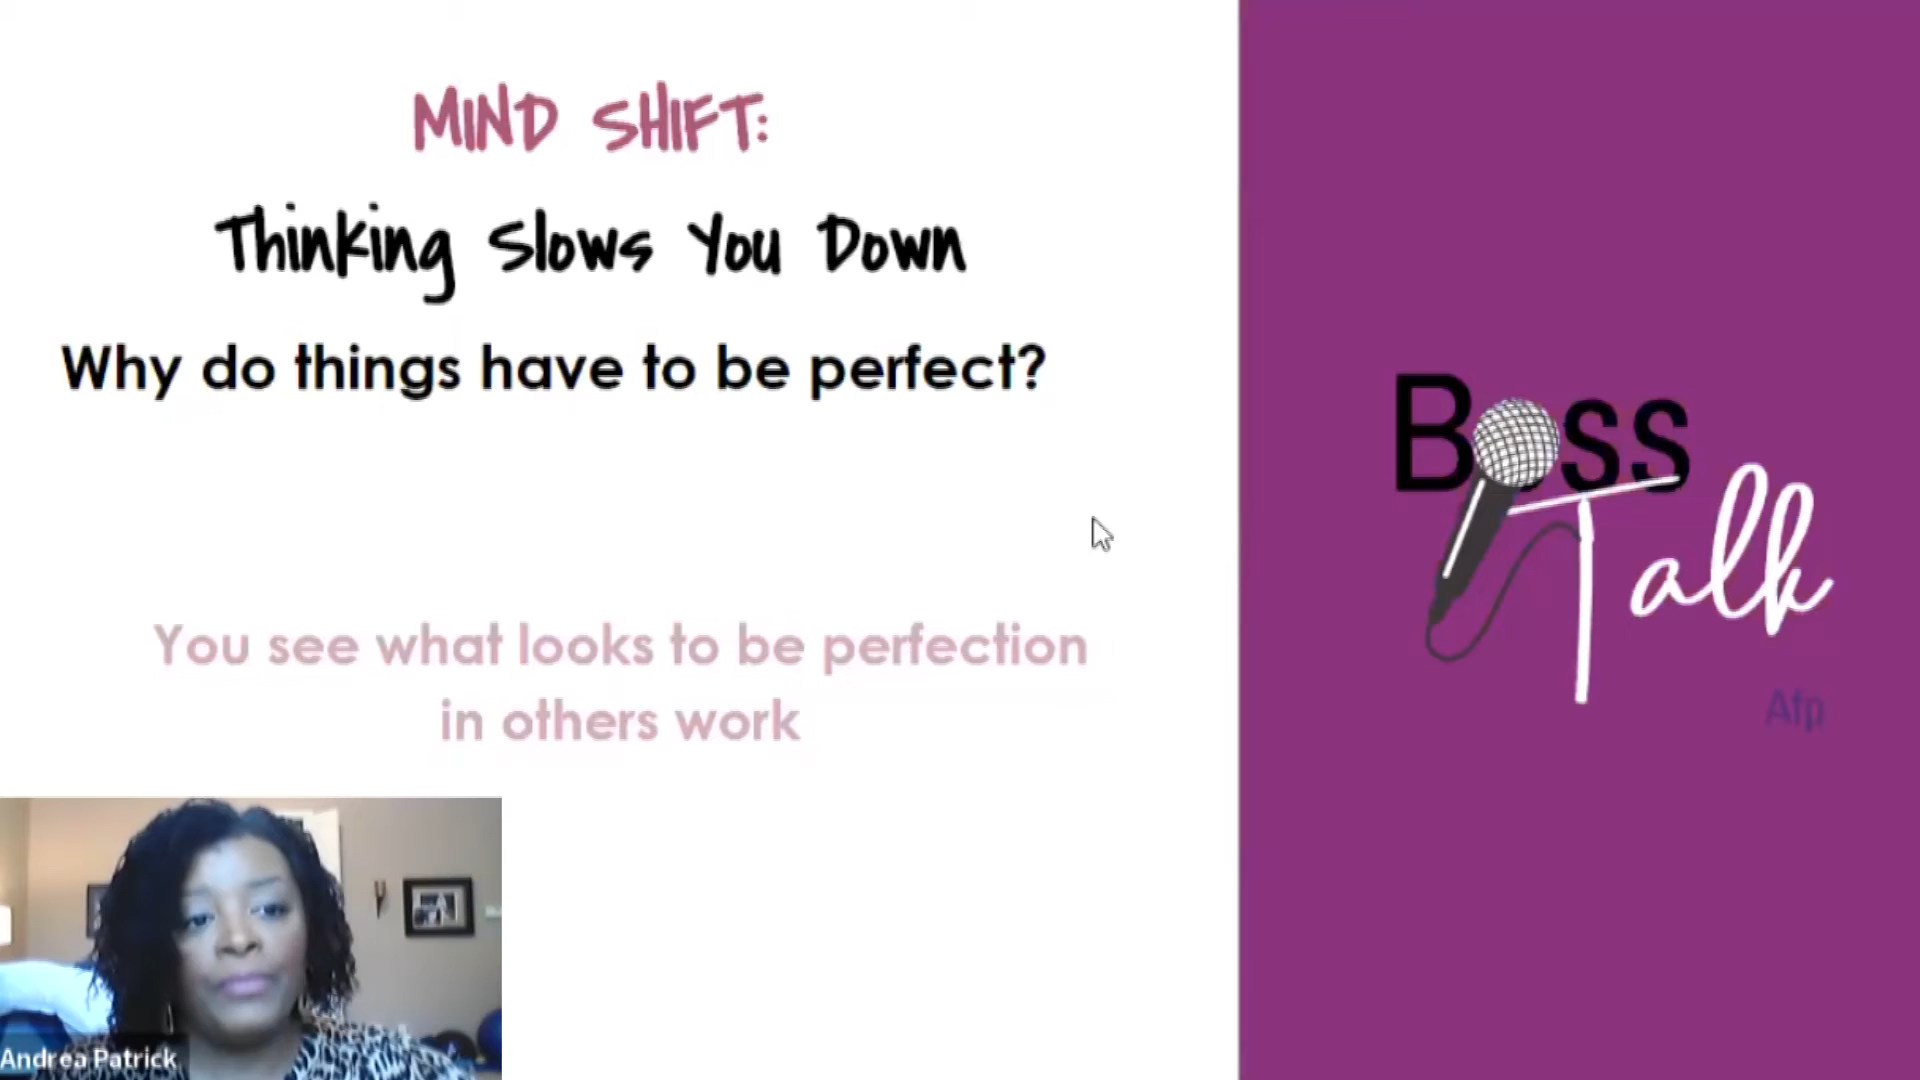 MIND SHIFT:
Thinking Slows You Down
Why do things have to be perfect?
You see what looks to be perfection
in others work
Boss
Talk
Afp
Andrea Patrick